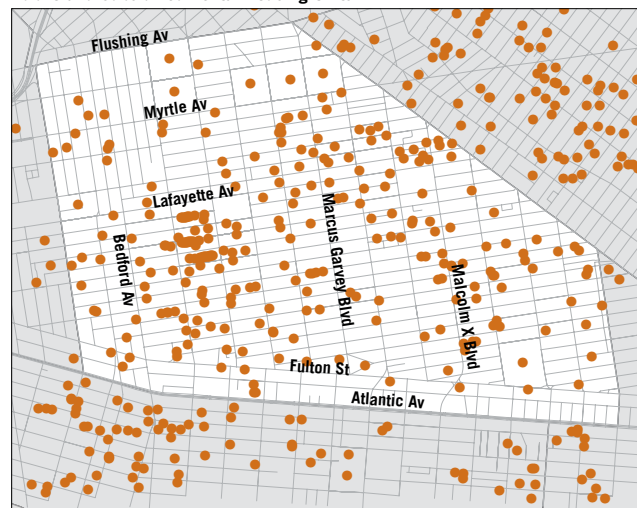 Flushing Av
Myrtle Av
Lafayette Av
Bedford Av
Marcus Garvey Blvd
Malcolm X Blvd
Fulton St
Atlantic Av